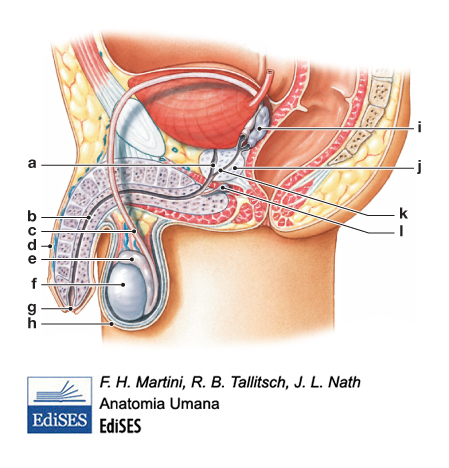 i
a
j
b
k
c
l
d
e
f
g
h
F. H. Martini, R. B. Tallitsch, J. L. Nath
Anatomia Umana
EdiSES
EdiSES